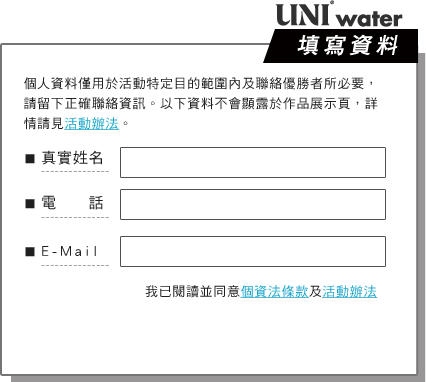 UNI water
填寫資料
個人資料僅用於活動特定目的範圍內及聯絡優勝者所必要，
請留下正確聯絡資訊。以下資料不會顯露於作品展示頁，詳
情請見活動辦法。
■ 真實姓名
■ 電　　話
■ E-Mail
我已閱讀並同意個資法條款及活動辦法